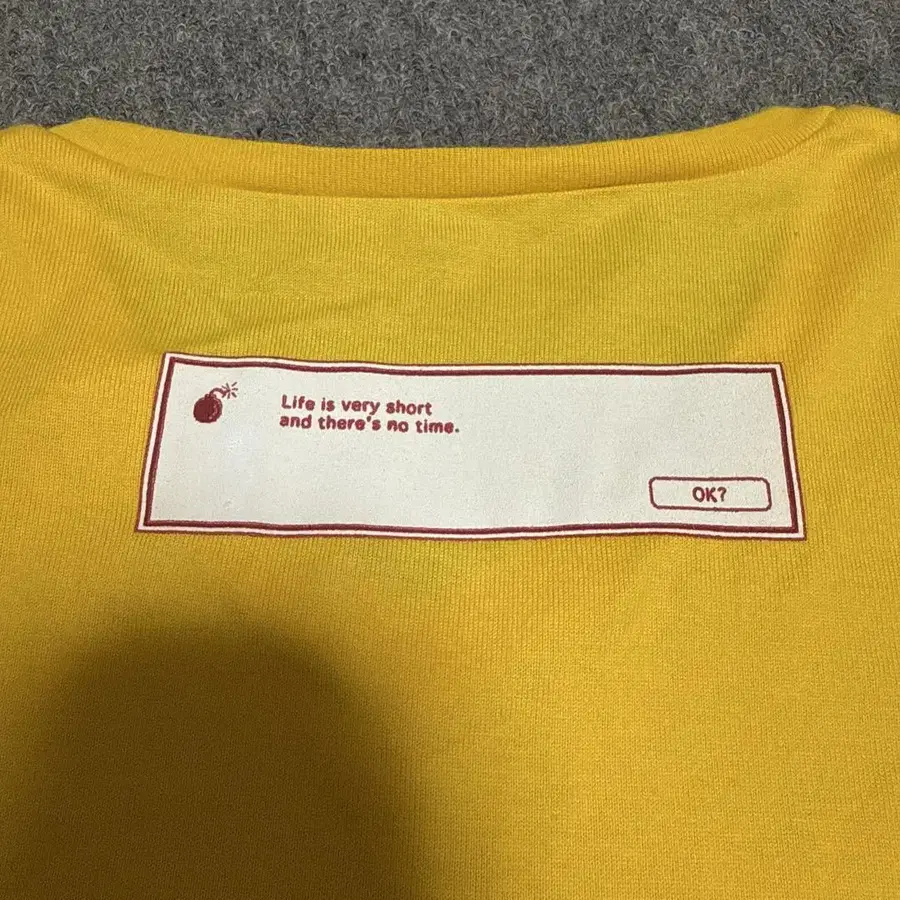 Life is very short
and there's no time.
OK?